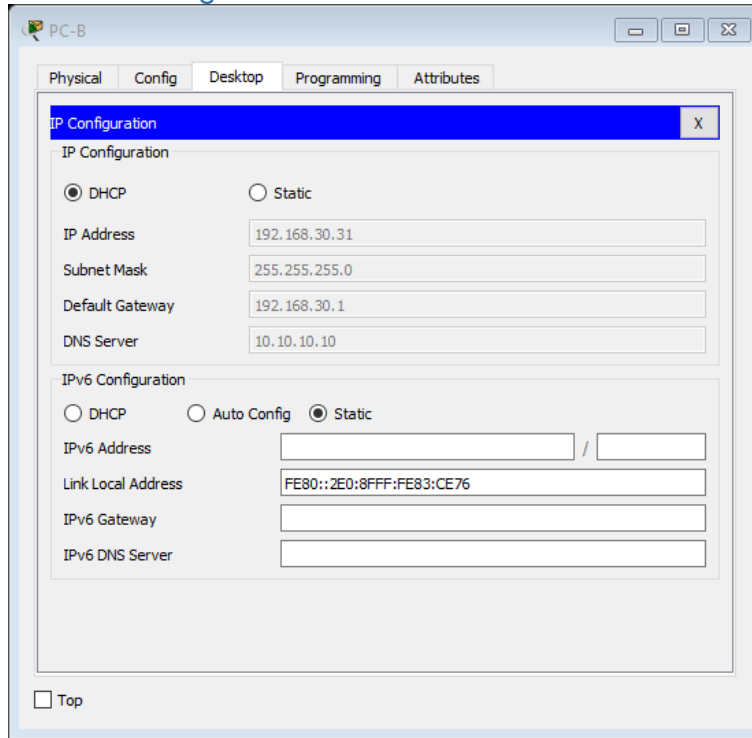 PC-B
Physical Config Desktop Programming Attributes
IP Configuration X
IP Configuration
DHCP Static
IP Address 192.168.30.31
Subnet Mask 255.255.255.0
Default Gateway 192.168.30.1
DNS Server 10.10.10.10
IPv6 Configuration
DHCP Auto Config Static
IPv6 Address /
Link Local Address FE80::2E0:8FFF:FE83:CE76
IPv6 Gateway
IPv6 DNS Server
Top